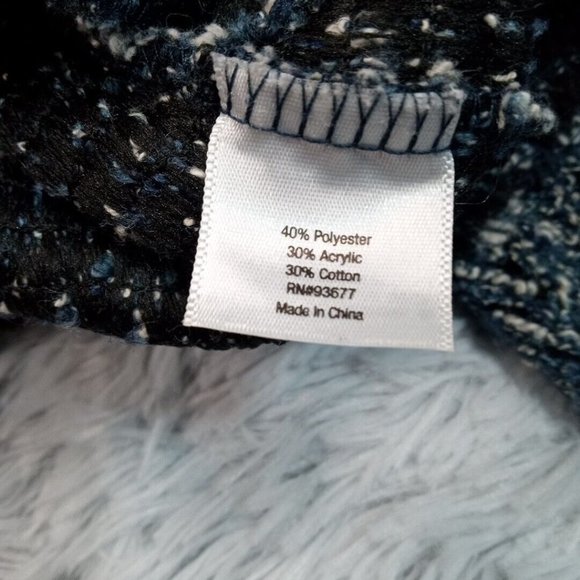 40% Polyester
30% Acrylic
30% Cotton
RN#93677
Made In China